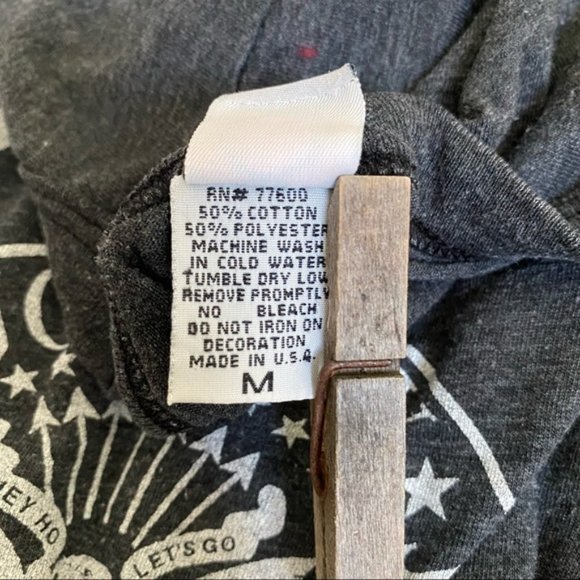 RN# 77600
50% COTTON
50% POLYESTER
MACHINE WASH
IN COLD WATER
TUMBLE DRY LOW
REMOVE PROMPTLY
NO BLEACH
DO NOT IRON ON
DECORATION
MADE IN U.S.A.
M
HEY HO
LET'S GO